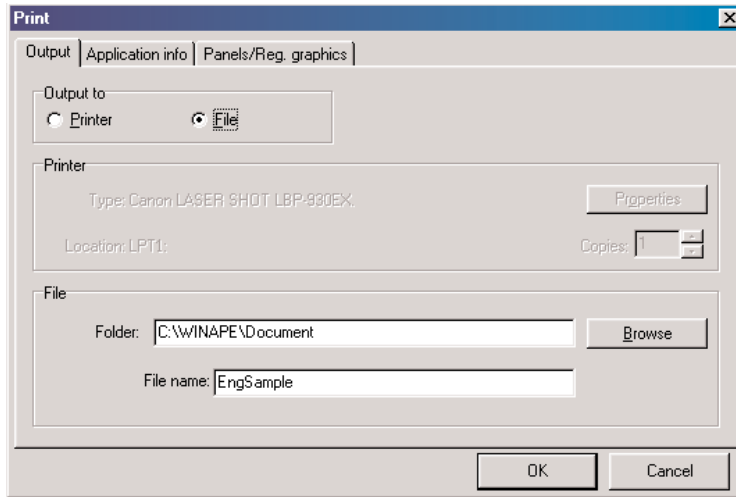 Print
Output Application info Panels/Reg. graphics
Output to
Printer File
Printer
Type: Canon LASER SHOT LBP-930EX. Properties
Location: LPT1: Copies: 1
File
Folder: C:\WINAPE\Document Browse
File name: EngSample
OK Cancel